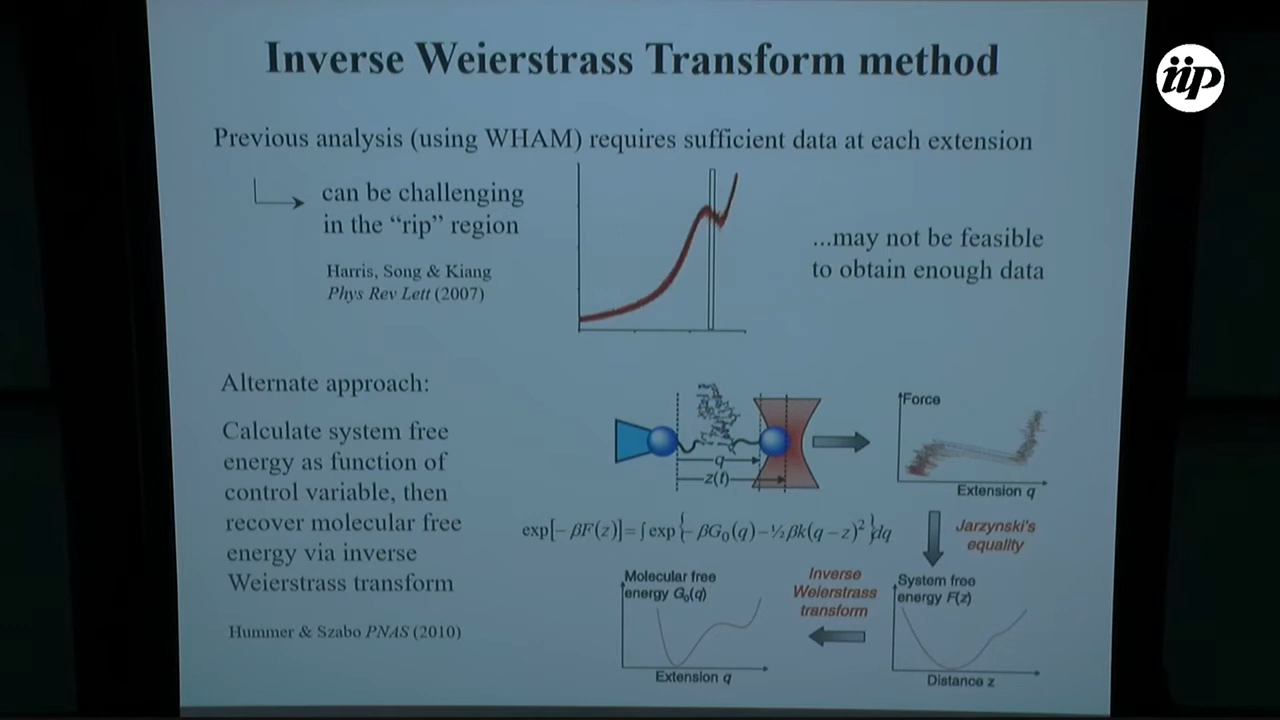 Inverse Weierstrass Transform method
iip
Previous analysis (using WHAM) requires sufficient data at each extension
can be challenging
in the “rip” region
Harris, Song & Kiang
Phys Rev Lett (2007)
...may not be feasible
to obtain enough data
Alternate approach:
Calculate system free
energy as function of
control variable, then
recover molecular free
energy via inverse
Weierstrass transform
Hummer & Szabo PNAS (2010)
q
z(t)
Force
Extension q
exp[−βF(z)]=∫exp{−βG₀(q)−½βk(q−z)²}dq
Jarzynski's
equality
Molecular free
energy G₀(q)
Extension q
Inverse
Weierstrass
transform
System free
energy F(z)
Distance z